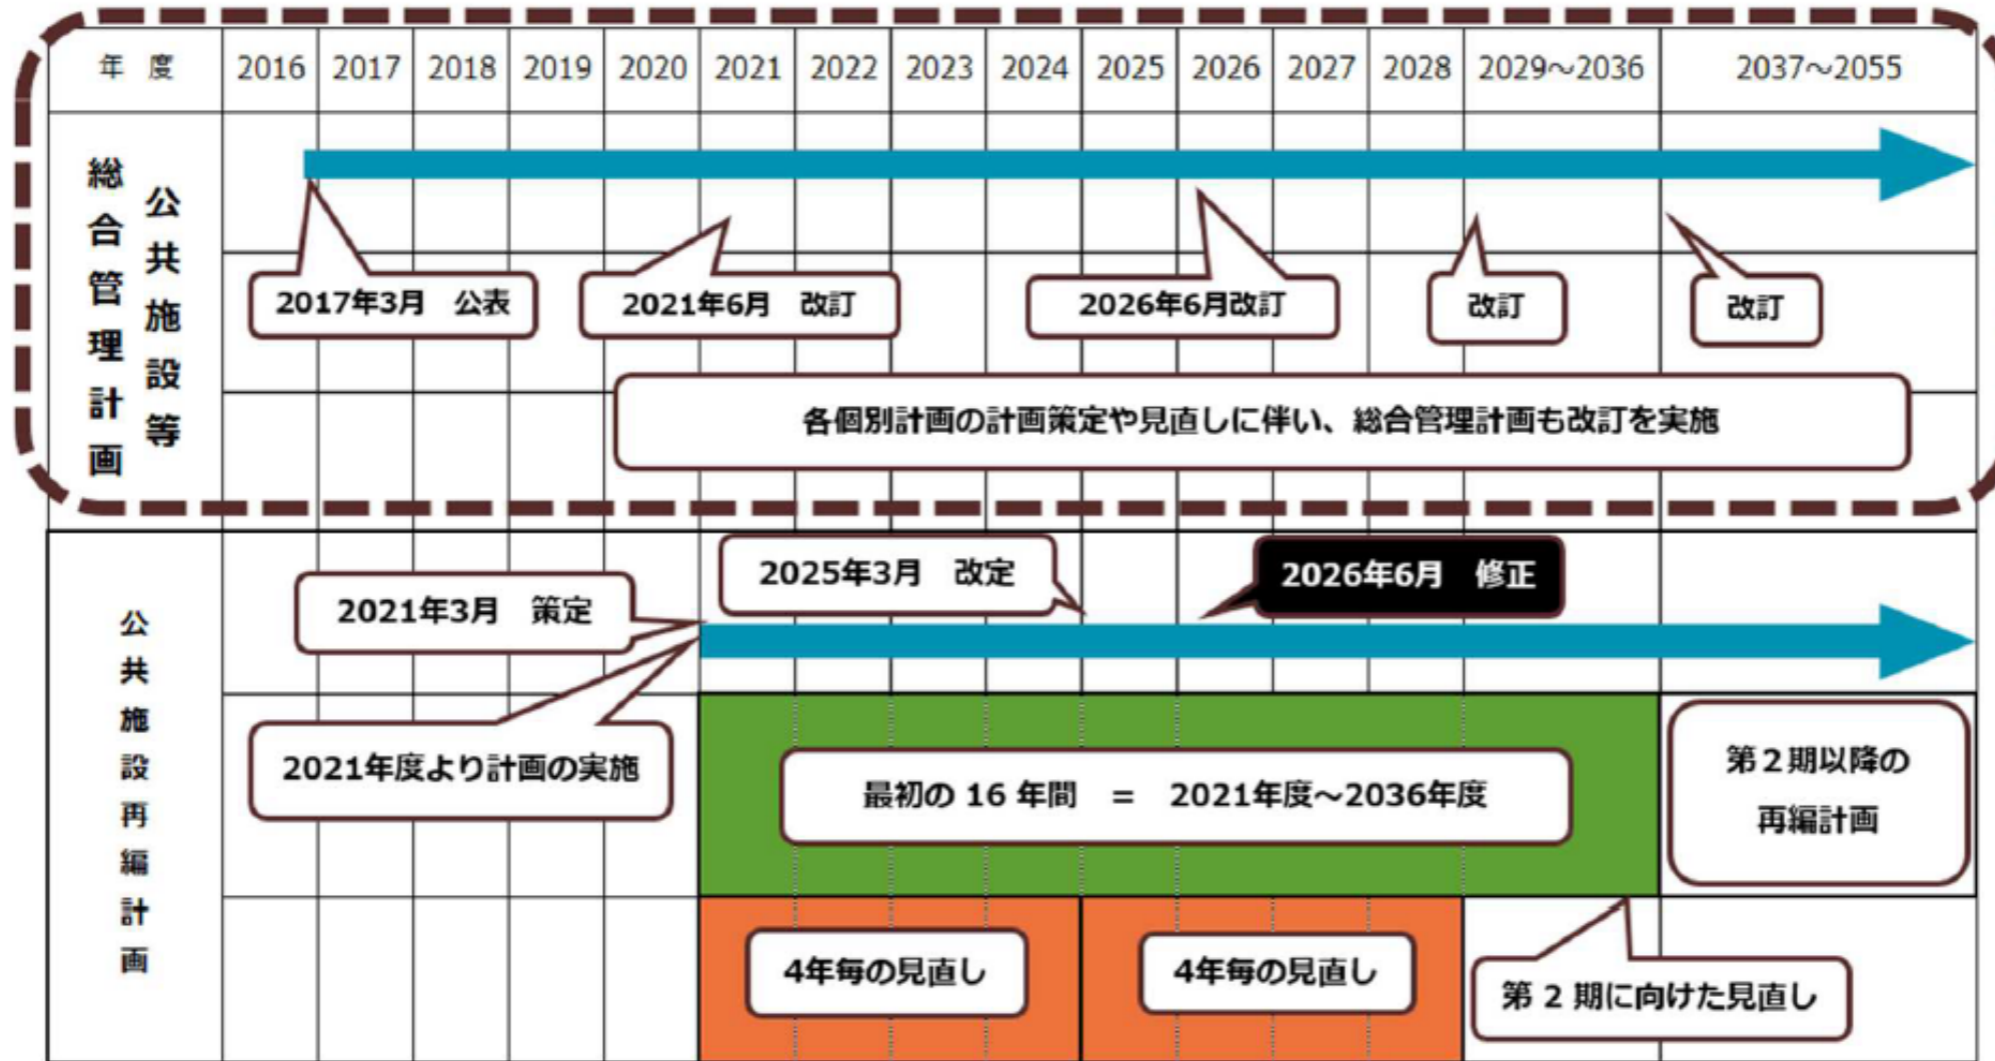 年 度 2016 2017 2018 2019 2020 2021 2022 2023 2024 2025 2026 2027 2028 2029～2036 2037～2055
公共施設等
総合管理計画
2017年3月　公表
2021年6月　改訂
2026年6月改訂
改訂
改訂
各個別計画の計画策定や見直しに伴い、総合管理計画も改訂を実施
公共施設再編計画
2021年3月　策定
2025年3月　改定
2026年6月　修正
2021年度より計画の実施
最初の 16 年間　=　2021年度～2036年度
第２期以降の
再編計画
4年毎の見直し
4年毎の見直し
第 2 期に向けた見直し